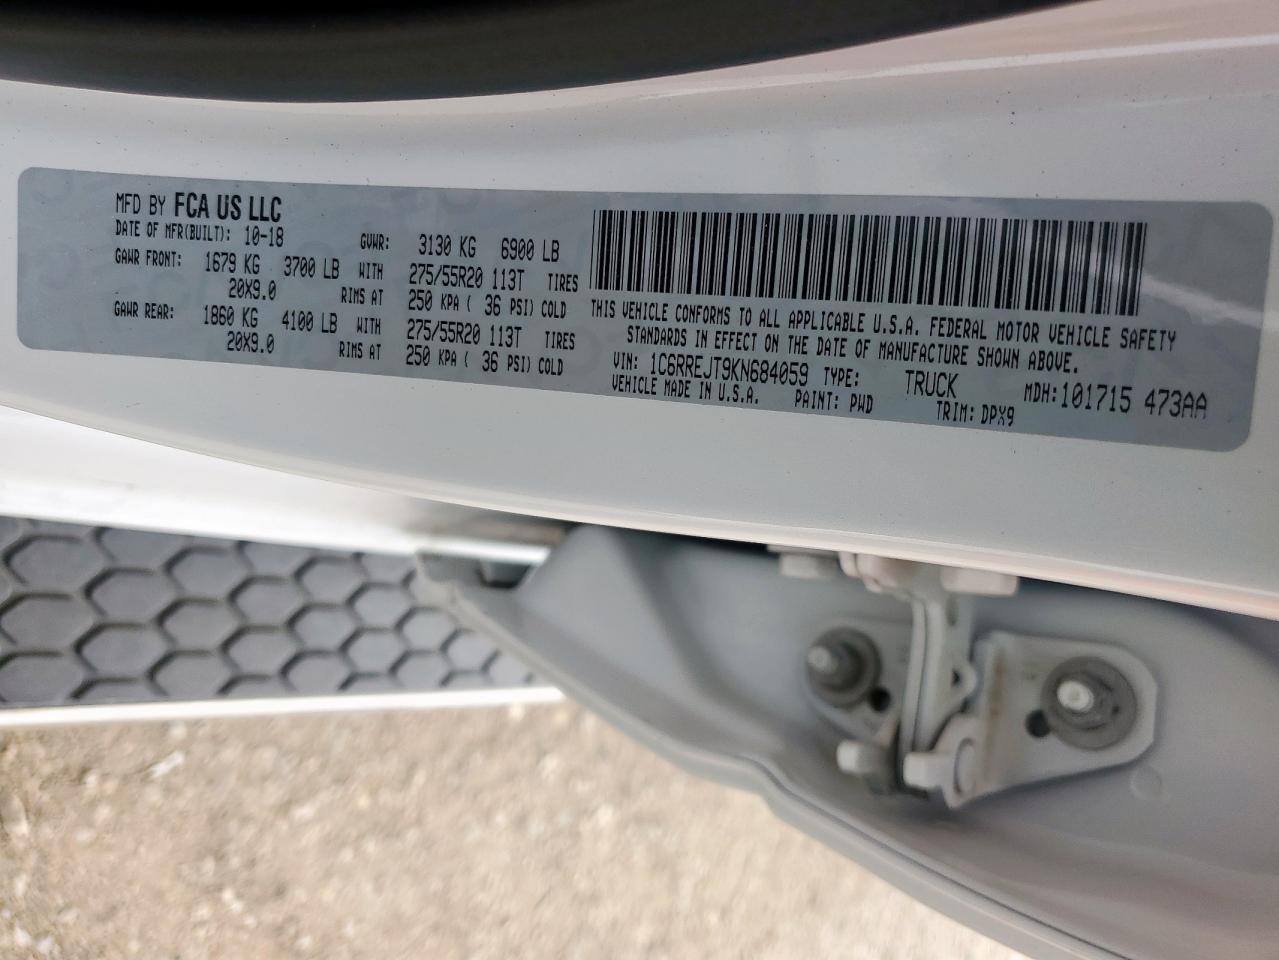 MFD BY FCA US LLC
DATE OF MFR(BUILT): 10-18 GVWR: 3130 KG 6900 LB
GAWR FRONT: 1679 KG 3700 LB WITH 275/55R20 113T TIRES
20X9.0 RIMS AT 250 KPA ( 36 PSI) COLD
GAWR REAR: 1860 KG 4100 LB WITH 275/55R20 113T TIRES
20X9.0 RIMS AT 250 KPA ( 36 PSI) COLD
THIS VEHICLE CONFORMS TO ALL APPLICABLE U.S.A. FEDERAL MOTOR VEHICLE SAFETY
STANDARDS IN EFFECT ON THE DATE OF MANUFACTURE SHOWN ABOVE.
VIN: 1C6RREJT9KN684059 TYPE: TRUCK MDH: 101715 473AA
VEHICLE MADE IN U.S.A. PAINT: PWD TRIM: DPX9